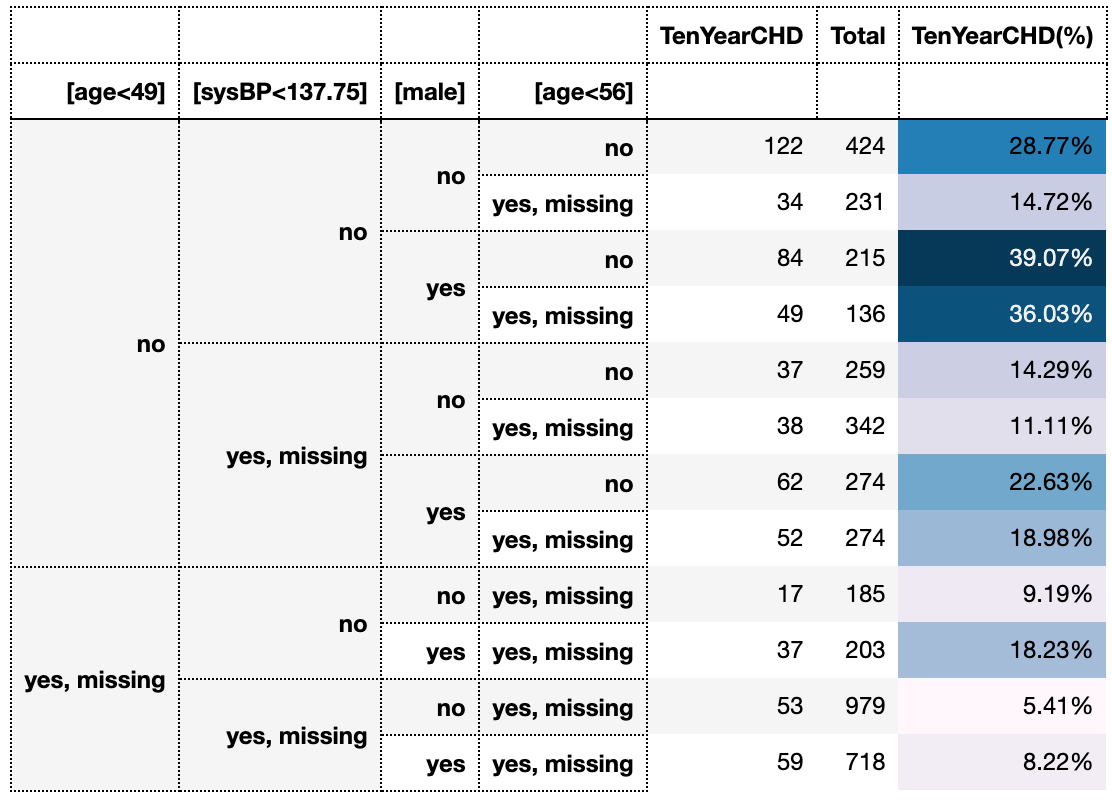 TenYearCHD Total TenYearCHD(%)
[age<49] [sysBP<137.75] [male] [age<56]
no no no no 122 424 28.77%
yes, missing 34 231 14.72%
yes no 84 215 39.07%
yes, missing 49 136 36.03%
yes, missing no no 37 259 14.29%
yes, missing 38 342 11.11%
yes no 62 274 22.63%
yes, missing 52 274 18.98%
yes, missing no no yes, missing 17 185 9.19%
yes yes, missing 37 203 18.23%
yes, missing no yes, missing 53 979 5.41%
yes yes, missing 59 718 8.22%